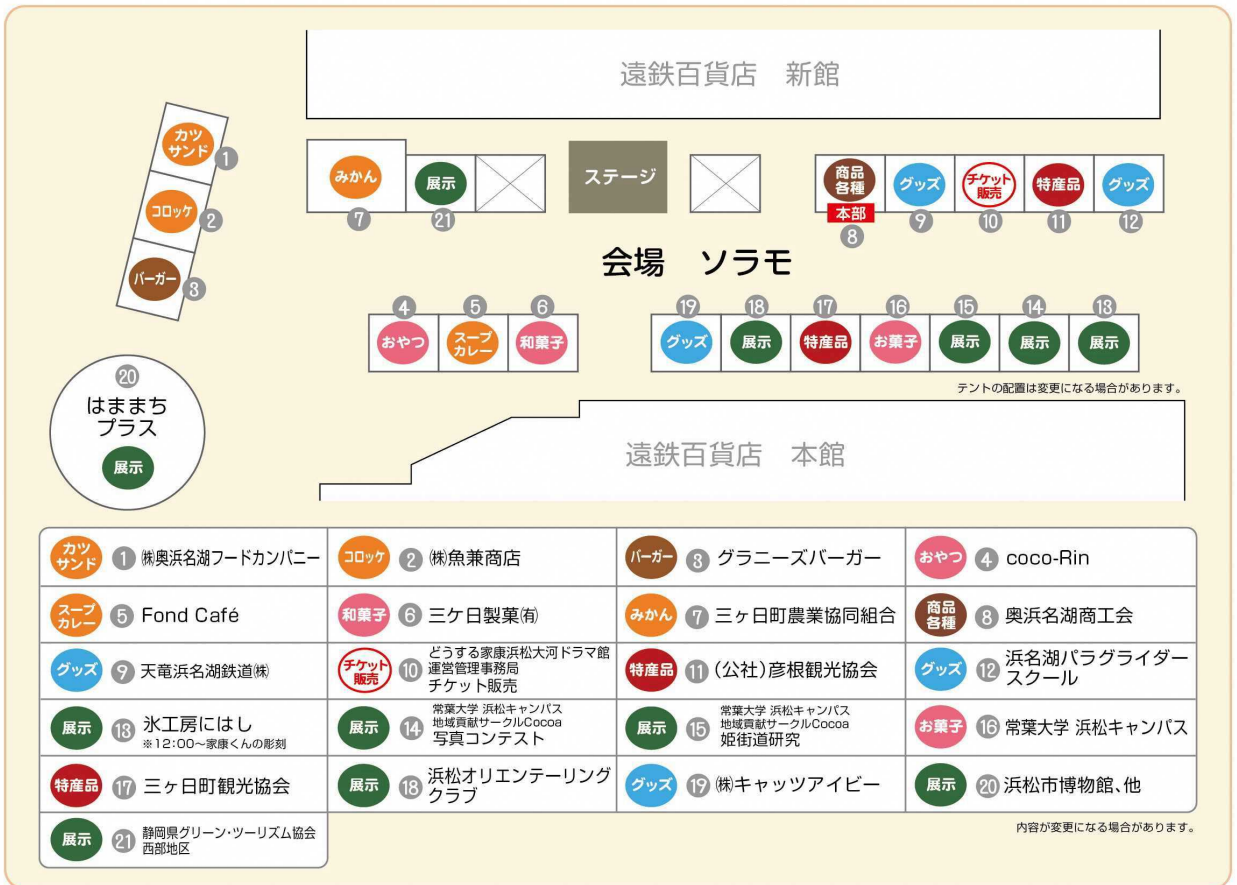 遠鉄百貨店 新館
カツ
サンド
1
コロッケ
2
バーガー
3
みかん
7
展示
21
ステージ
商品
各種
本部
8
グッズ
9
チケット
販売
10
特産品
11
グッズ
12
会場 ソラモ
4
おやつ
5
スープ
カレー
6
和菓子
19
グッズ
18
展示
17
特産品
16
お菓子
15
展示
14
展示
13
展示
テントの配置は変更になる場合があります。
20
はままち
プラス
展示
遠鉄百貨店 本館
カツ
サンド
1 ㈱奥浜名湖フードカンパニー
コロッケ
2 ㈱魚兼商店
バーガー
3 グラニーズバーガー
おやつ
4 coco-Rin
スープ
カレー
5 Fond Café
和菓子
6 三ケ日製菓㈲
みかん
7 三ヶ日町農業協同組合
商品
各種
8 奥浜名湖商工会
グッズ
9 天竜浜名湖鉄道㈱
チケット
販売
10
どうする家康浜松大河ドラマ館
運営管理事務局
チケット販売
特産品
11 (公社)彦根観光協会
グッズ
12
浜名湖パラグライダー
スクール
展示
13
氷工房にはし
※12:00～家康くんの彫刻
展示
14
常葉大学 浜松キャンパス
地域貢献サークルCocoa
写真コンテスト
展示
15
常葉大学 浜松キャンパス
地域貢献サークルCocoa
姫街道研究
お菓子
16 常葉大学 浜松キャンパス
特産品
17 三ヶ日町観光協会
展示
18
浜松オリエンテーリング
クラブ
グッズ
19 ㈱キャッツアイビー
展示
20 浜松市博物館、他
展示
21
静岡県グリーン・ツーリズム協会
西部地区
内容が変更になる場合があります。